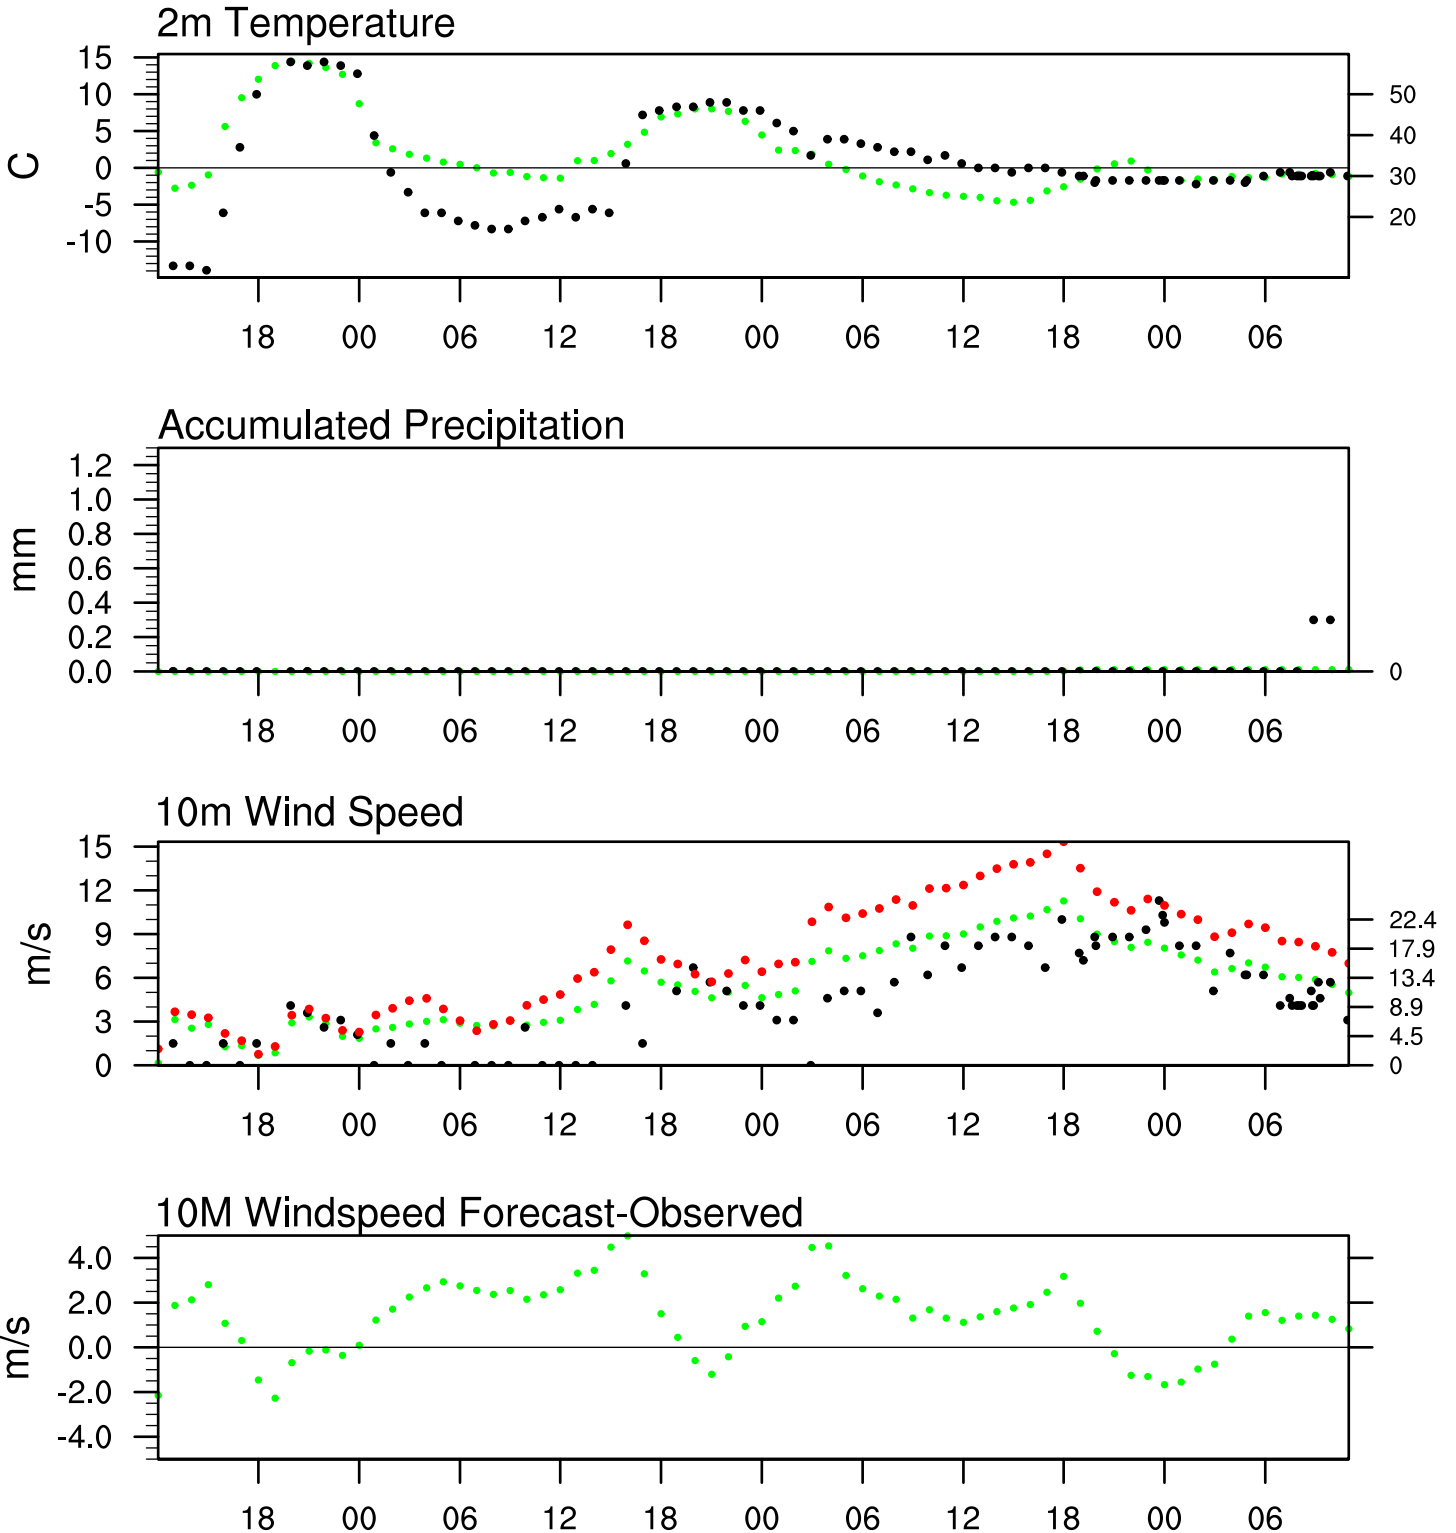 2m Temperature
15
10
5
0
-5
-10
C
50
40
30
20
18 00 06 12 18 00 06 12 18 00 06
Accumulated Precipitation
1.2
1.0
0.8
0.6
0.4
0.2
0.0
mm
0
18 00 06 12 18 00 06 12 18 00 06
10m Wind Speed
15
12
9
6
3
0
m/s
22.4
17.9
13.4
8.9
4.5
0
18 00 06 12 18 00 06 12 18 00 06
10M Windspeed Forecast-Observed
4.0
2.0
0.0
-2.0
-4.0
m/s
18 00 06 12 18 00 06 12 18 00 06